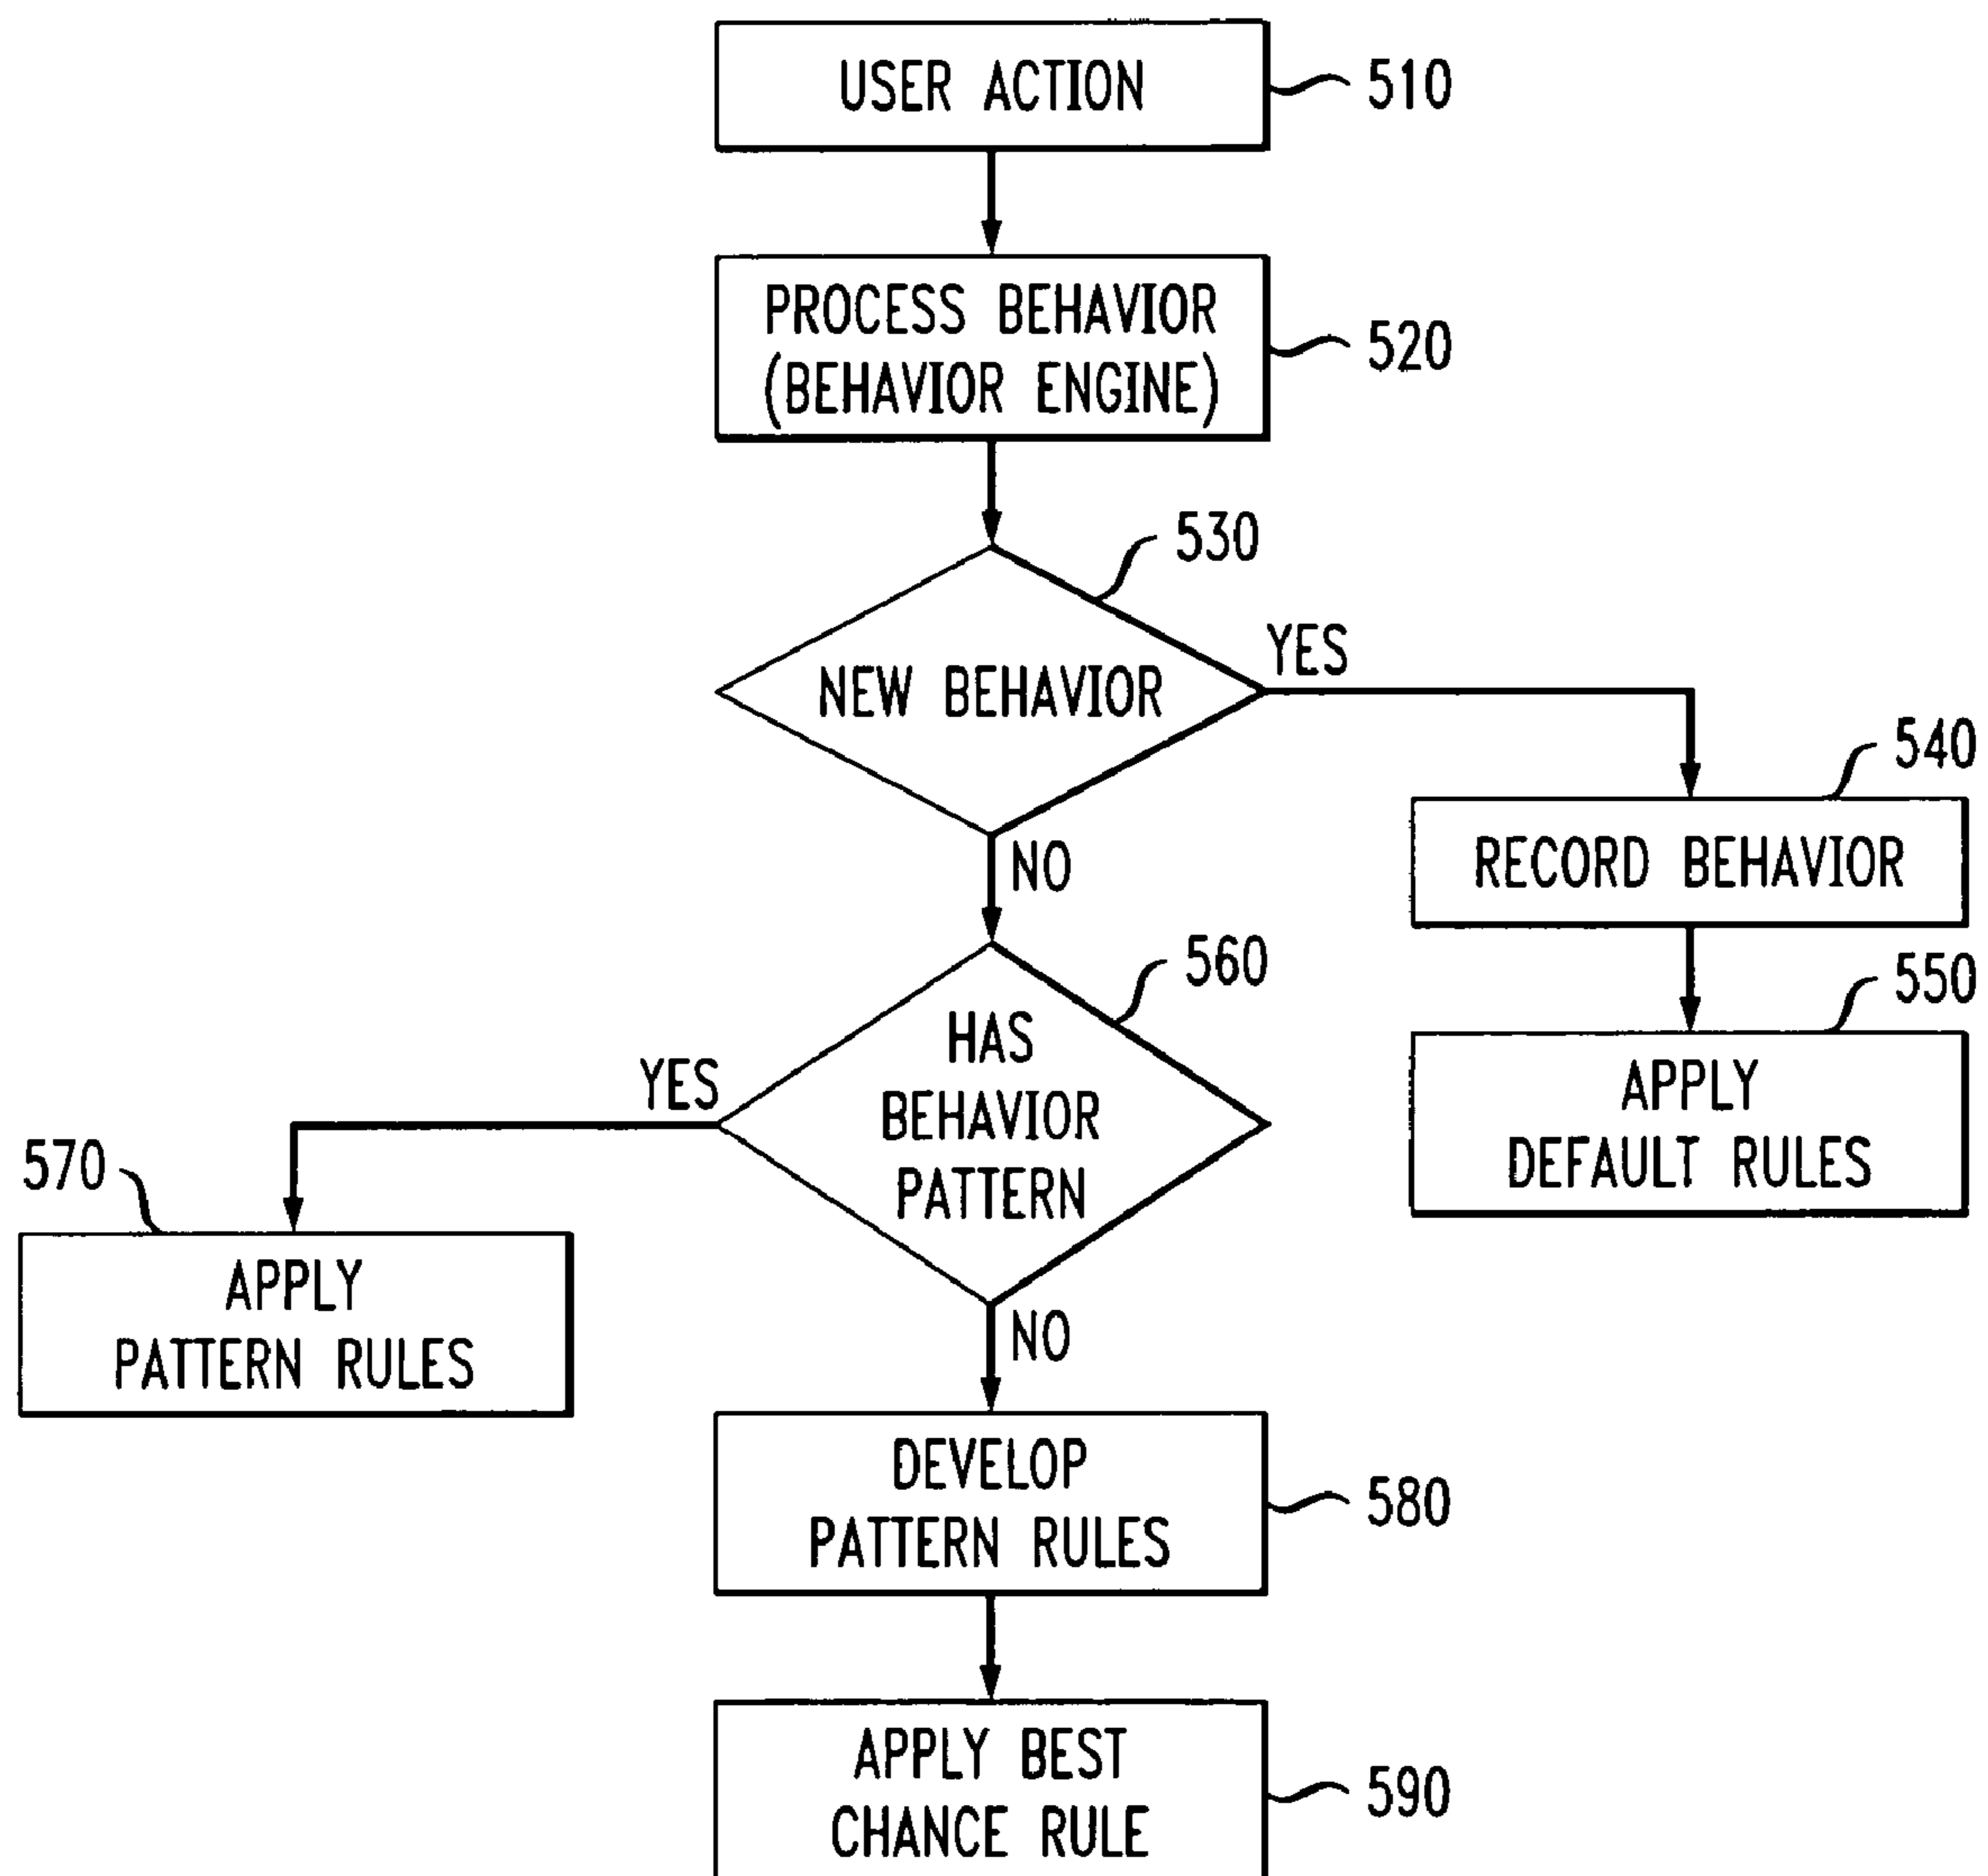 USER ACTION
510
PROCESS BEHAVIOR
(BEHAVIOR ENGINE)
520
530
NEW BEHAVIOR
YES
NO
540
RECORD BEHAVIOR
550
APPLY
DEFAULT RULES
560
HAS
BEHAVIOR
PATTERN
YES
NO
570
APPLY
PATTERN RULES
DEVELOP
PATTERN RULES
580
APPLY BEST
CHANCE RULE
590